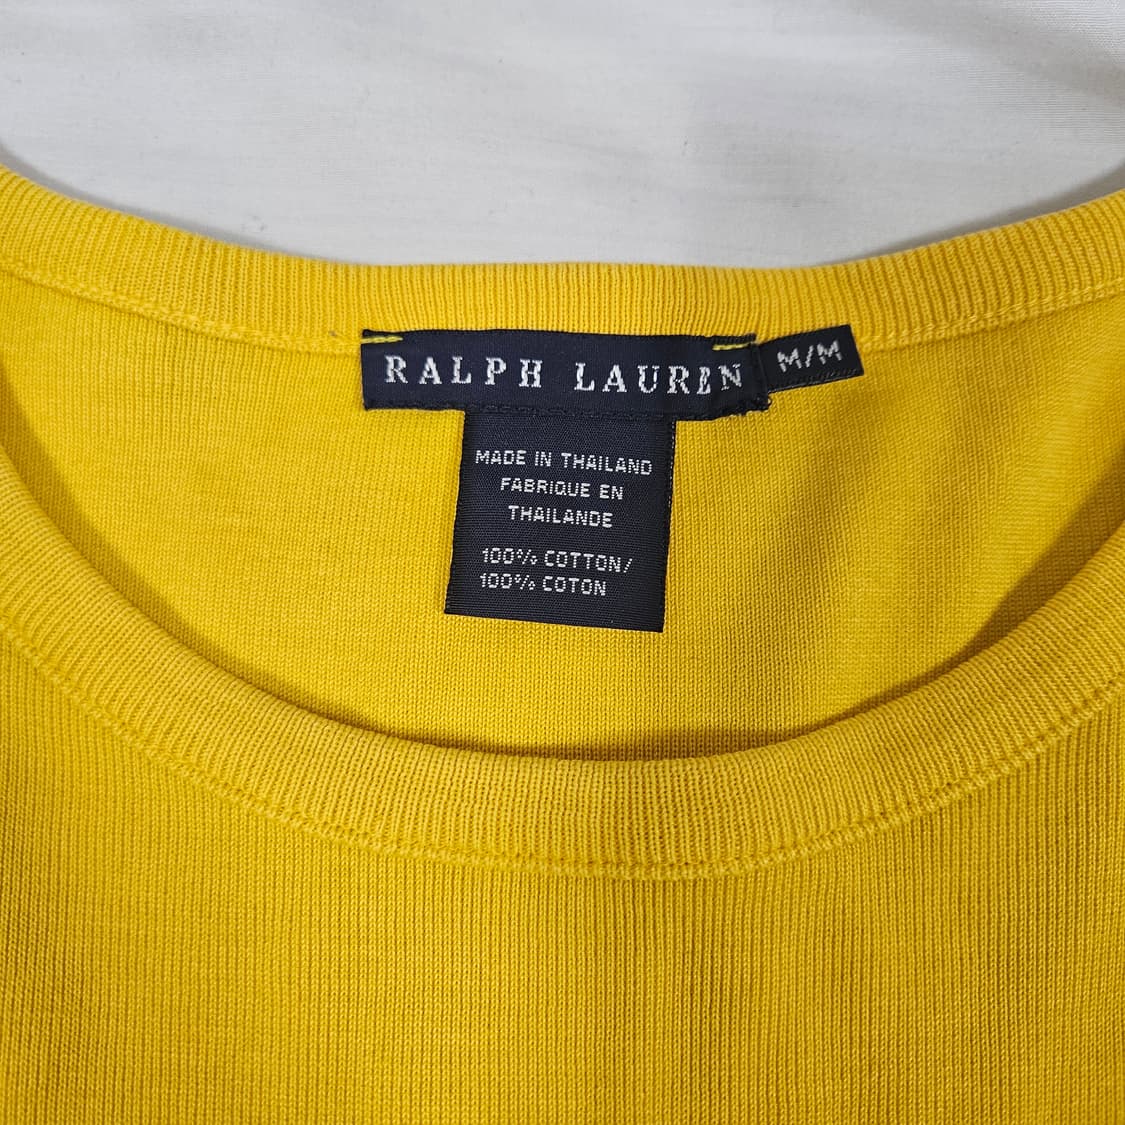 RALPH LAUREN
M/M
MADE IN THAILAND
FABRIQUE EN
THAILANDE
100% COTTON/
100% COTON